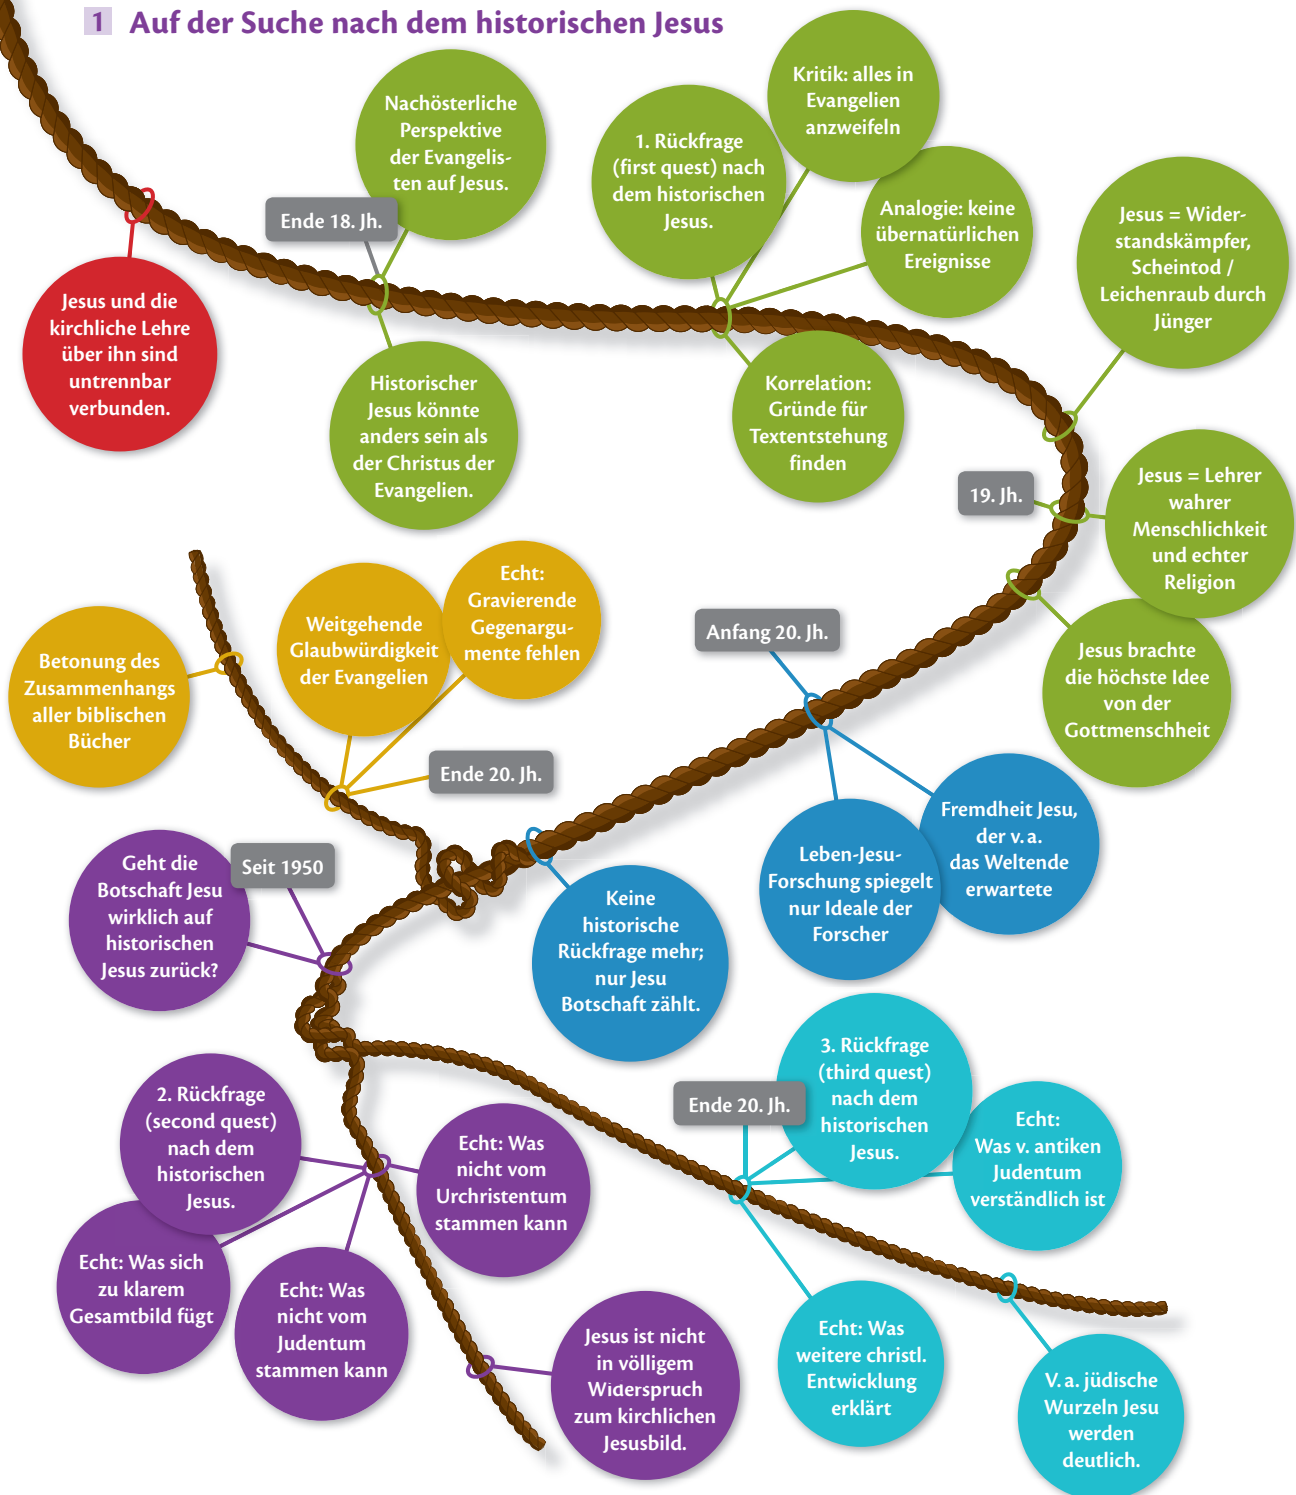 1 Auf der Suche nach dem historischen Jesus
Jesus und die
kirchliche Lehre
über ihn sind
untrennbar
verbunden.
Ende 18. Jh.
Nachösterliche
Perspektive
der Evangelis-
ten auf Jesus.
Historischer
Jesus könnte
anders sein als
der Christus der
Evangelien.
1. Rückfrage
(first quest) nach
dem historischen
Jesus.
Kritik: alles in
Evangelien
anzweifeln
Analogie: keine
übernatürlichen
Ereignisse
Korrelation:
Gründe für
Textentstehung
finden
Jesus = Wider-
standskämpfer,
Scheintod /
Leichenraub durch
Jünger
19. Jh.
Jesus = Lehrer
wahrer
Menschlichkeit
und echter
Religion
Jesus brachte
die höchste Idee
von der
Gottmenschheit
Anfang 20. Jh.
Leben-Jesu-
Forschung spiegelt
nur Ideale der
Forscher
Fremdheit Jesu,
der v. a.
das Weltende
erwartete
Keine
historische
Rückfrage mehr;
nur Jesu
Botschaft zählt.
Betonung des
Zusammenhangs
aller biblischen
Bücher
Weitgehende
Glaubwürdigkeit
der Evangelien
Echt:
Gravierende
Gegenargu-
mente fehlen
Ende 20. Jh.
Geht die
Botschaft Jesu
wirklich auf
historischen
Jesus zurück?
Seit 1950
2. Rückfrage
(second quest)
nach dem
historischen
Jesus.
Echt: Was sich
zu klarem
Gesamtbild fügt
Echt: Was
nicht vom
Judentum
stammen kann
Echt: Was
nicht vom
Urchristentum
stammen kann
Jesus ist nicht
in völligem
Widerspruch
zum kirchlichen
Jesusbild.
Ende 20. Jh.
3. Rückfrage
(third quest)
nach dem
historischen
Jesus.
Echt:
Was v. antiken
Judentum
verständlich ist
Echt: Was
weitere christl.
Entwicklung
erklärt
V. a. jüdische
Wurzeln Jesu
werden
deutlich.